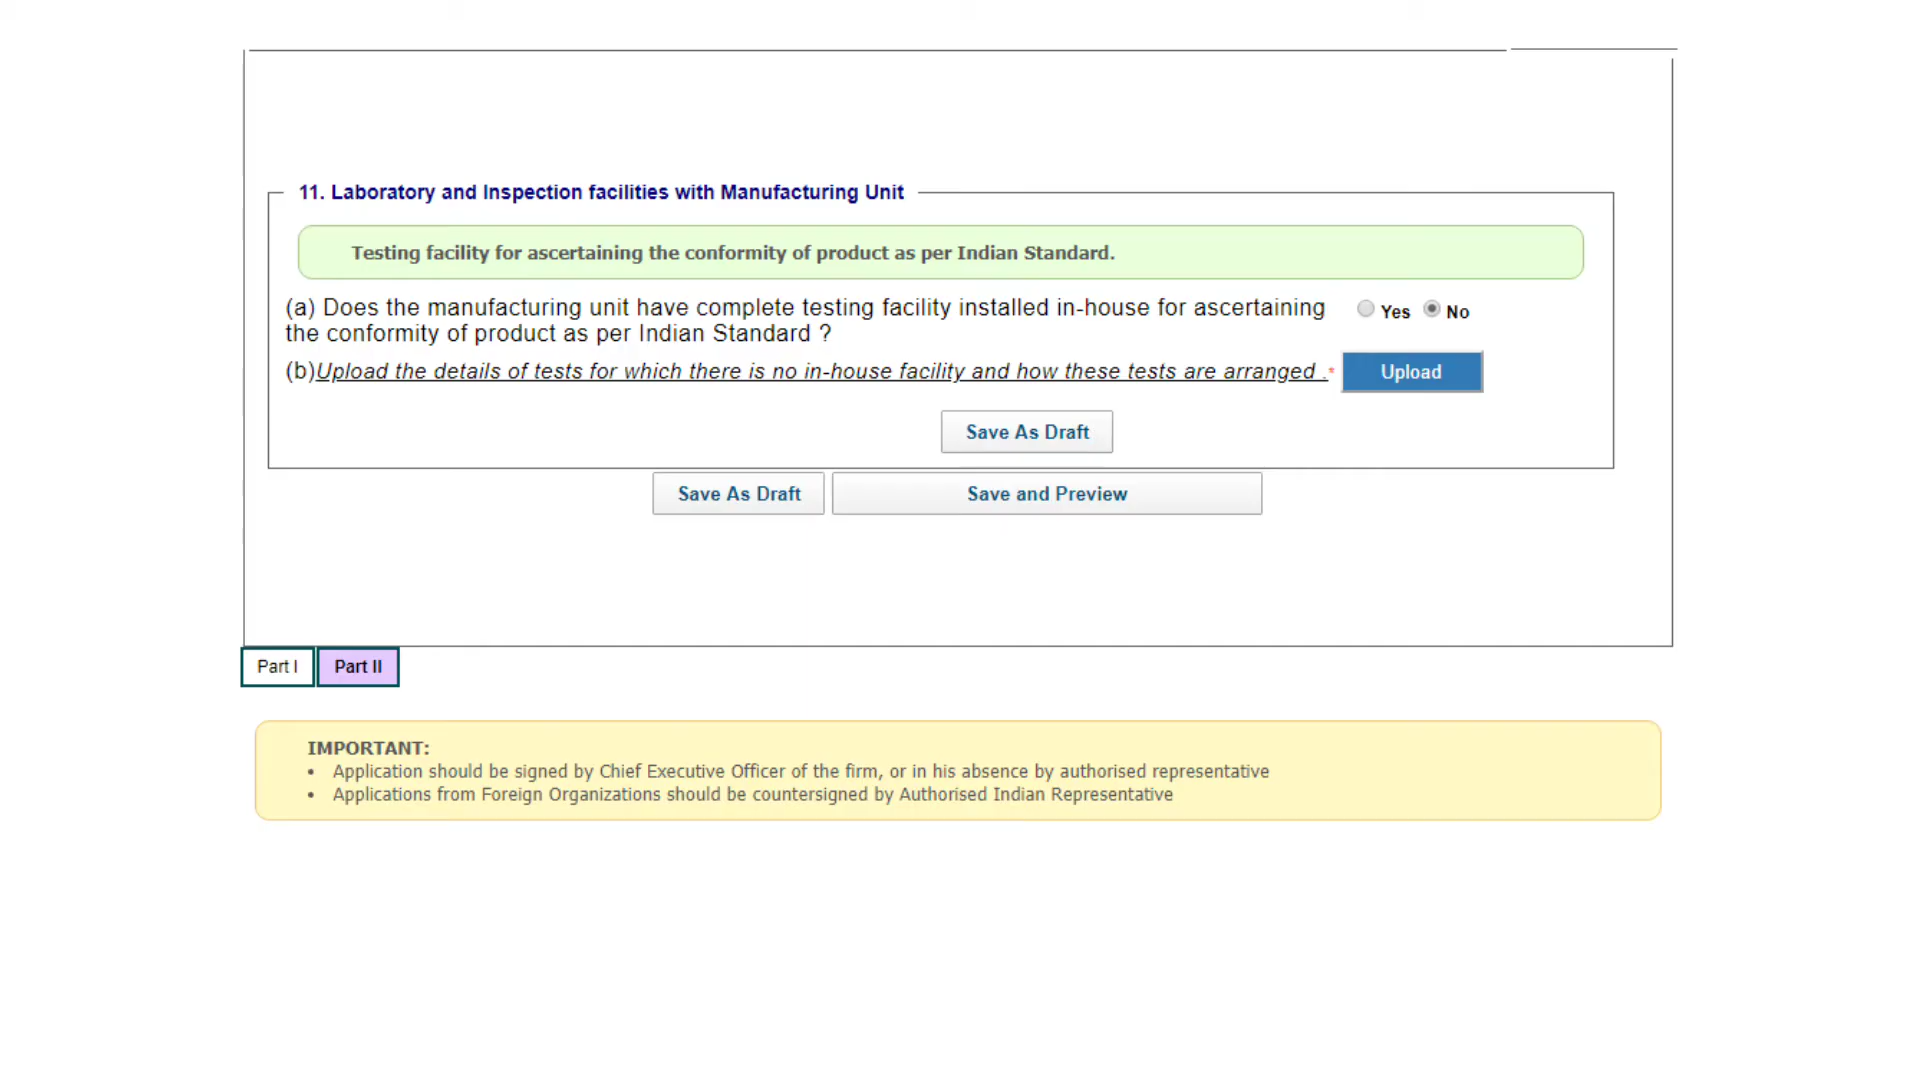 11. Laboratory and Inspection facilities with Manufacturing Unit
Testing facility for ascertaining the conformity of product as per Indian Standard.
(a) Does the manufacturing unit have complete testing facility installed in-house for ascertaining
the conformity of product as per Indian Standard ?
Yes No
(b)Upload the details of tests for which there is no in-house facility and how these tests are arranged .*
Upload
Save As Draft
Save As Draft
Save and Preview
Part I
Part II
IMPORTANT:
• Application should be signed by Chief Executive Officer of the firm, or in his absence by authorised representative
• Applications from Foreign Organizations should be countersigned by Authorised Indian Representative